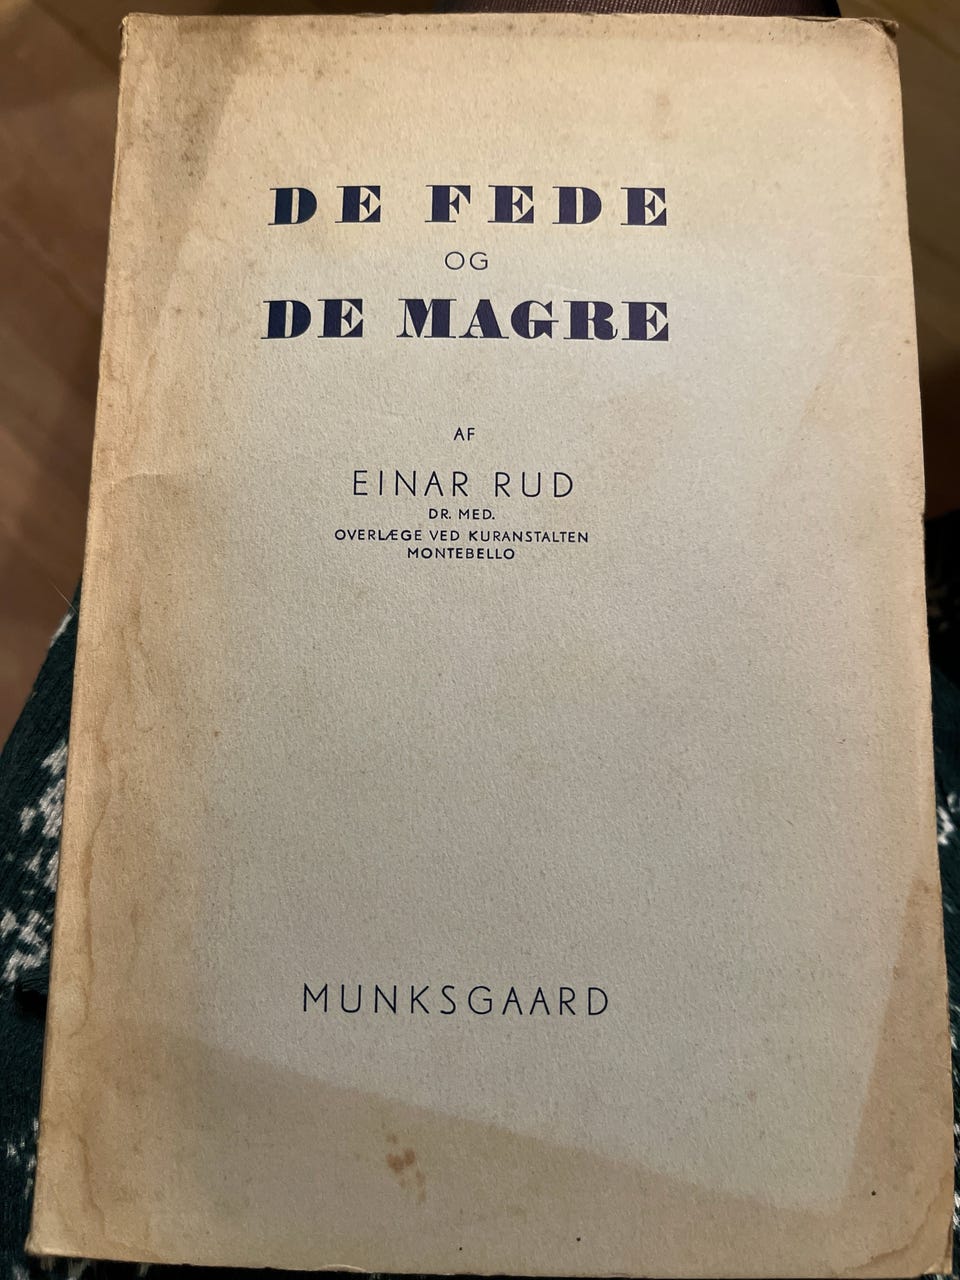 DE FEDE
OG
DE MAGRE
AF
EINAR RUD
DR. MED.
OVERLÆGE VED KURANSTALTEN
MONTEBELLO
MUNKSGAARD